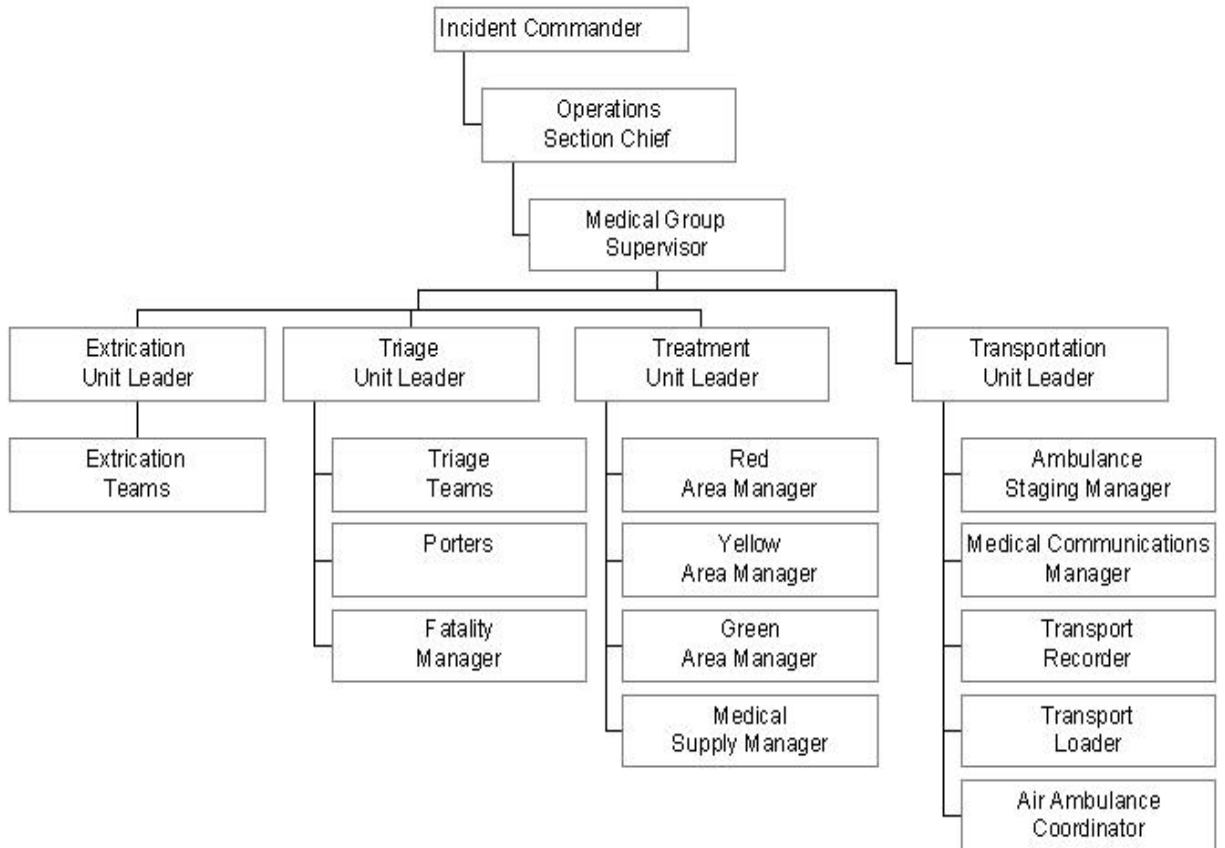 Incident Commander
Operations
Section Chief
Medical Group
Supervisor
Extrication
Unit Leader
Triage
Unit Leader
Treatment
Unit Leader
Transportation
Unit Leader
Extrication
Teams
Triage
Teams
Porters
Fatality
Manager
Red
Area Manager
Yellow
Area Manager
Green
Area Manager
Medical
Supply Manager
Ambulance
Staging Manager
Medical Communications
Manager
Transport
Recorder
Transport
Loader
Air Ambulance
Coordinator